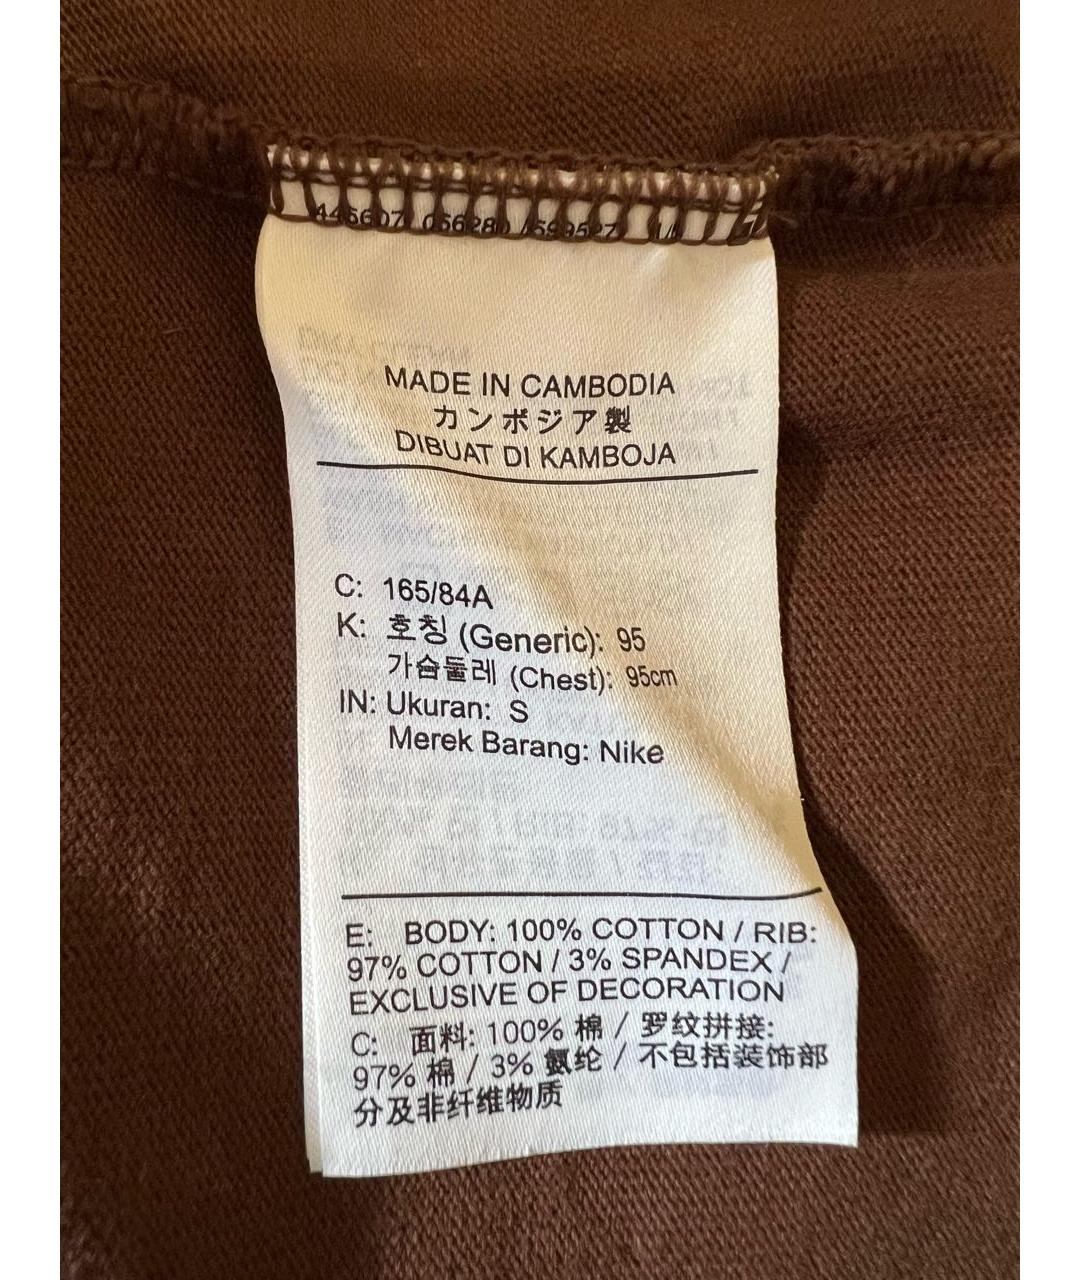 MADE IN CAMBODIA
カンボジア製
DIBUAT DI KAMBOJA
C: 165/84A
K: 호칭 (Generic): 95
가슴둘레 (Chest): 95cm
IN: Ukuran: S
Merek Barang: Nike
E: BODY: 100% COTTON / RIB:
97% COTTON / 3% SPANDEX /
EXCLUSIVE OF DECORATION
C: 面料: 100% 棉 / 罗纹拼接:
97% 棉 / 3% 氨纶 / 不包括装饰部
分及非纤维物质